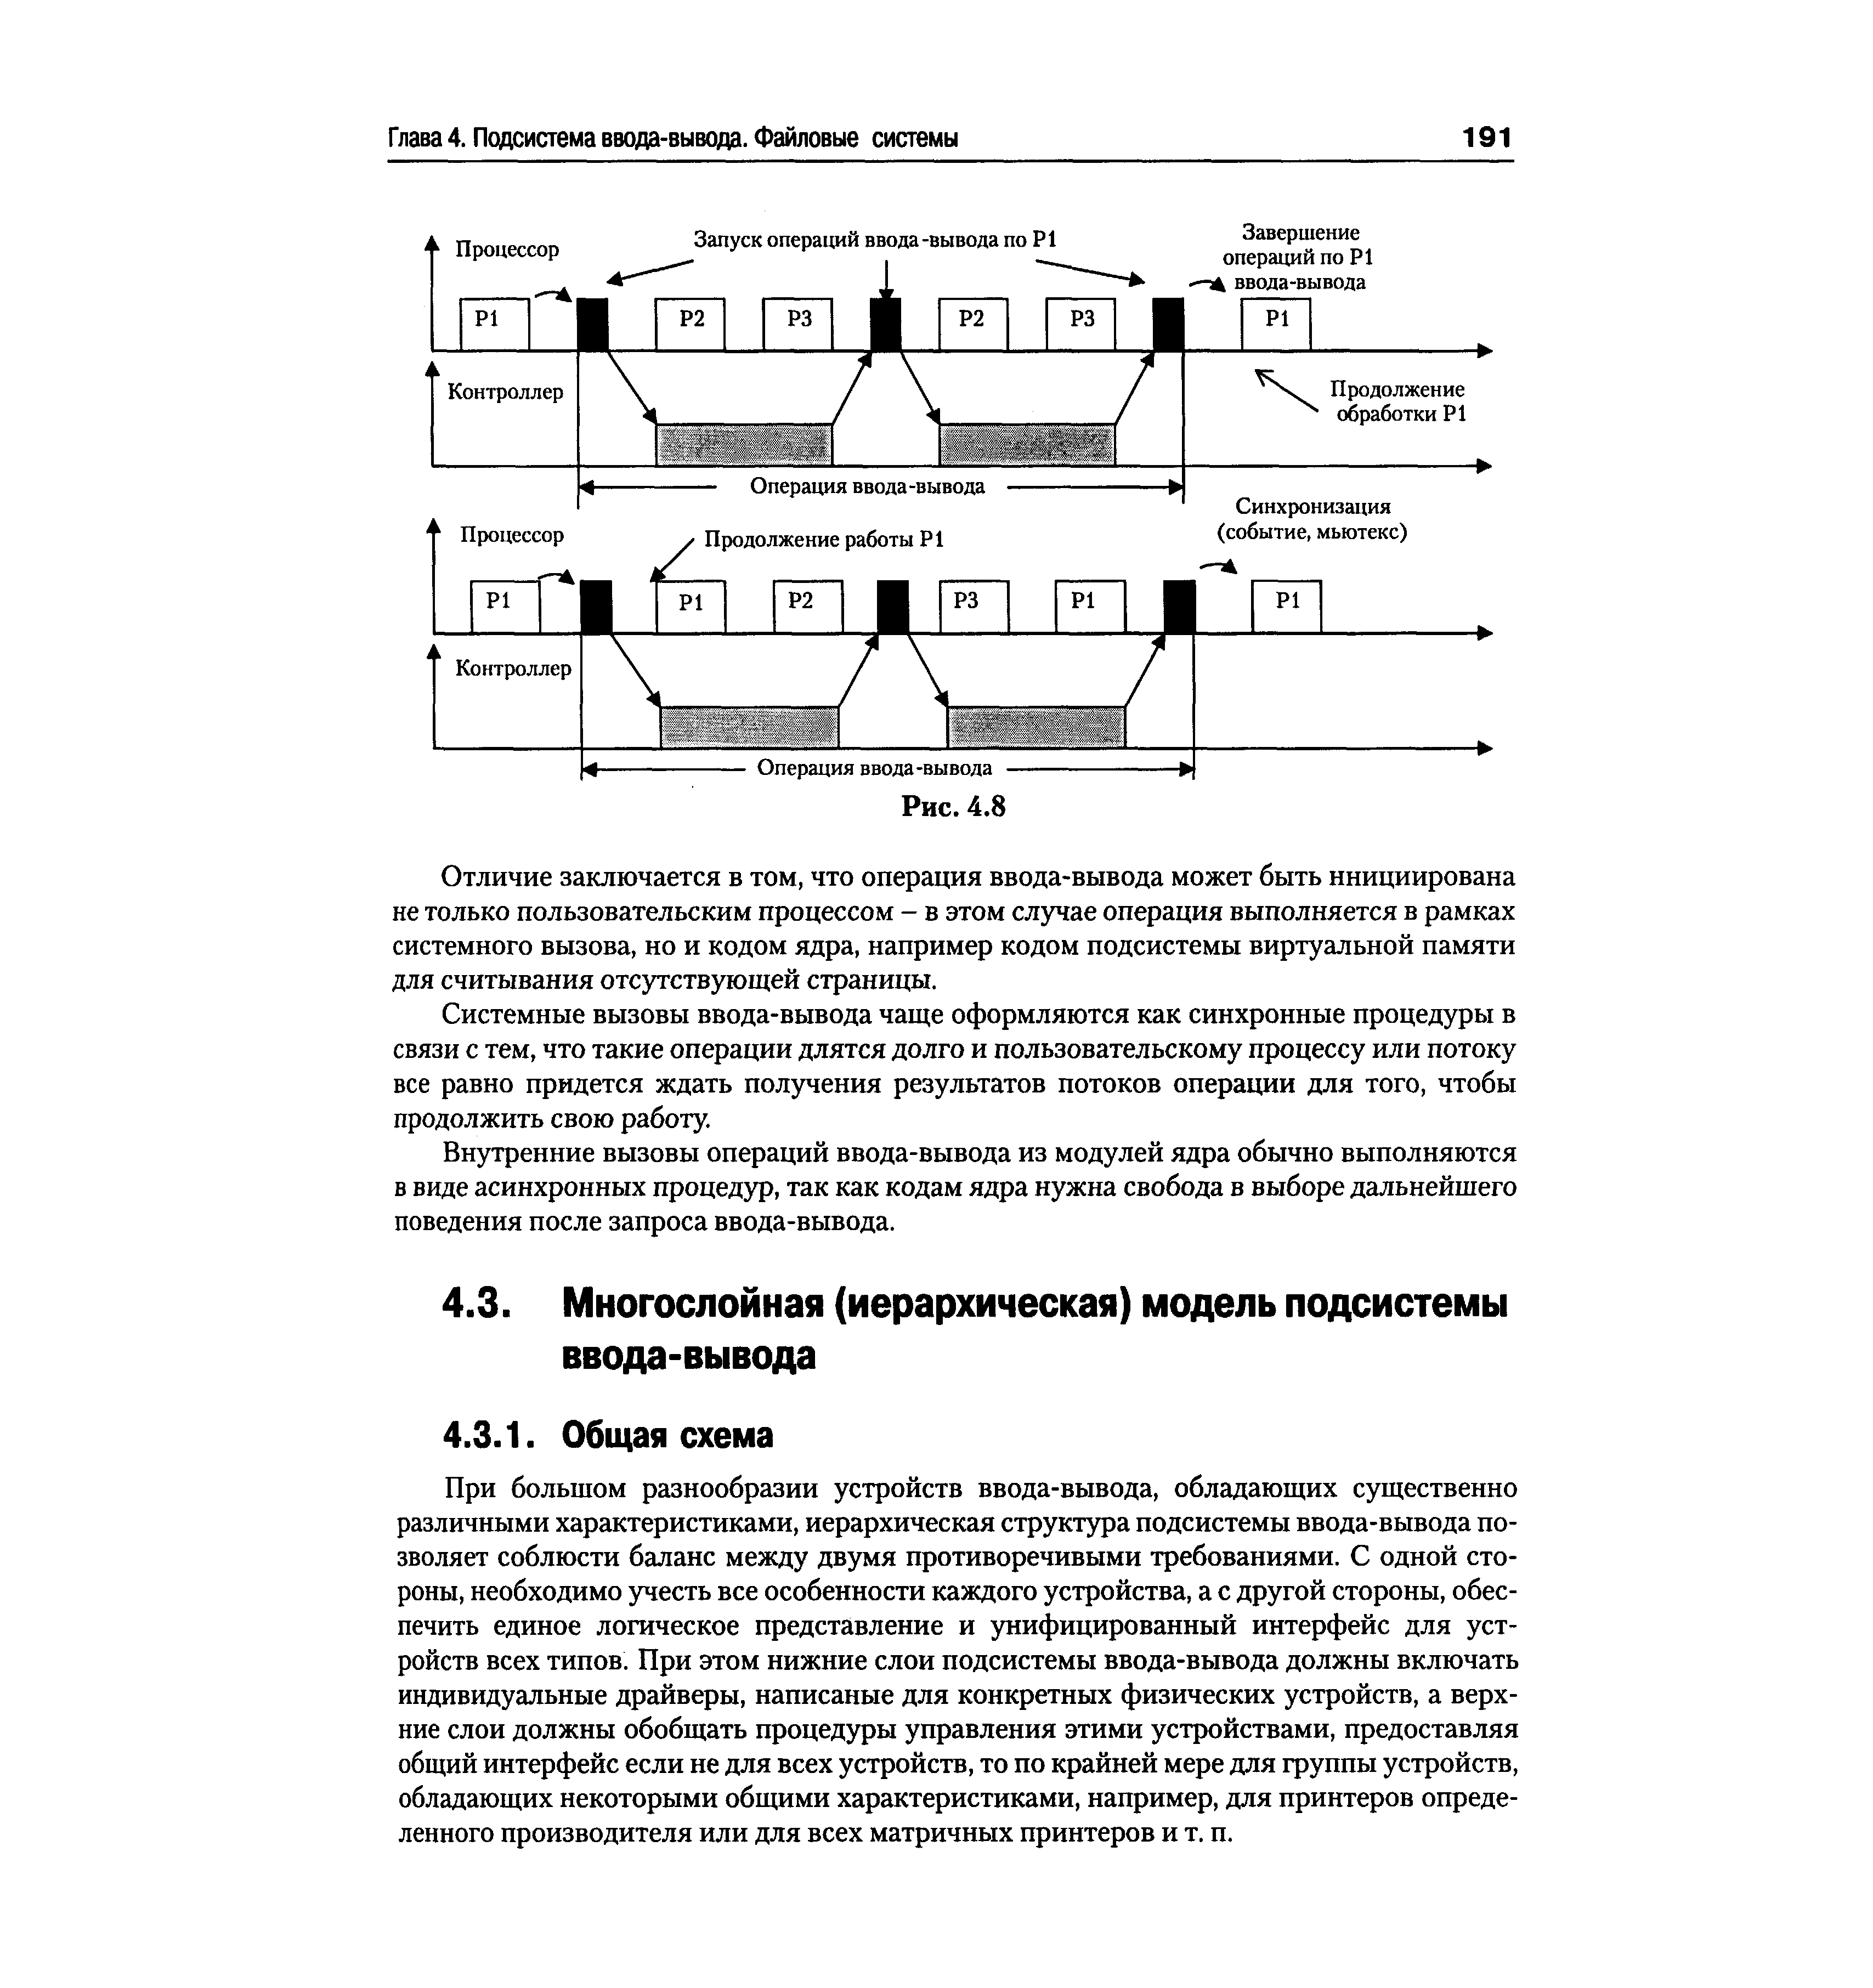 Глава 4. Подсистема ввода-вывода. Файловые системы 191
Процессор
Запуск операций ввода-вывода по P1
Завершение
операций по P1
ввода-вывода
P1
P2
P3
P2
P3
P1
Контроллер
Продолжение
обработки P1
Операция ввода-вывода
Синхронизация
(событие, мьютекс)
Процессор
Продолжение работы P1
P1
P1
P2
P3
P1
P1
Контроллер
Операция ввода-вывода
Рис. 4.8
Отличие заключается в том, что операция ввода-вывода может быть ннициирована
не только пользовательским процессом – в этом случае операция выполняется в рамках
системного вызова, но и кодом ядра, например кодом подсистемы виртуальной памяти
для считывания отсутствующей страницы.
Системные вызовы ввода-вывода чаще оформляются как синхронные процедуры в
связи с тем, что такие операции длятся долго и пользовательскому процессу или потоку
все равно придется ждать получения результатов потоков операции для того, чтобы
продолжить свою работу.
Внутренние вызовы операций ввода-вывода из модулей ядра обычно выполняются
в виде асинхронных процедур, так как кодам ядра нужна свобода в выборе дальнейшего
поведения после запроса ввода-вывода.
4.3. Многослойная (иерархическая) модель подсистемы
ввода-вывода
4.3.1. Общая схема
При большом разнообразии устройств ввода-вывода, обладающих существенно
различными характеристиками, иерархическая структура подсистемы ввода-вывода по-
зволяет соблюсти баланс между двумя противоречивыми требованиями. С одной сто-
роны, необходимо учесть все особенности каждого устройства, а с другой стороны, обес-
печить единое логическое представление и унифицированный интерфейс для уст-
ройств всех типов. При этом нижние слои подсистемы ввода-вывода должны включать
индивидуальные драйверы, написаные для конкретных физических устройств, а верх-
ние слои должны обобщать процедуры управления этими устройствами, предоставляя
общий интерфейс если не для всех устройств, то по крайней мере для группы устройств,
обладающих некоторыми общими характеристиками, например, для принтеров опреде-
ленного производителя или для всех матричных принтеров и т. п.